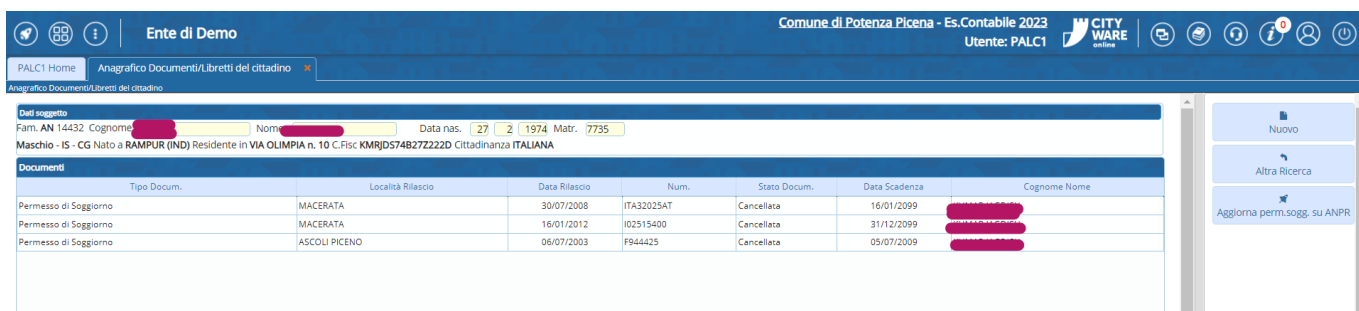 Ente di Demo
Comune di Potenza Picena - Es.Contabile 2023
Utente: PALC1
CITY
WARE
online
0
PALC1 Home Anagrafico Documenti/Libretti del cittadino ×
Anagrafico Documenti/Libretti del cittadino
Dati soggetto
Fam. AN 14432 Cognome Nome Data nas. 27 2 1974 Matr. 7735
Maschio - IS - CG Nato a RAMPUR (IND) Residente in VIA OLIMPIA n. 10 C.Fisc KMRJDS74B27Z222D Cittadinanza ITALIANA
Documenti
Tipo Docum. Località Rilascio Data Rilascio Num. Stato Docum. Data Scadenza Cognome Nome
Permesso di Soggiorno MACERATA 30/07/2008 ITA32025AT Cancellata 16/01/2099
Permesso di Soggiorno MACERATA 16/01/2012 I02515400 Cancellata 31/12/2099
Permesso di Soggiorno ASCOLI PICENO 06/07/2003 F944425 Cancellata 05/07/2009
Nuovo
Altra Ricerca
Aggiorna perm.sogg. su ANPR